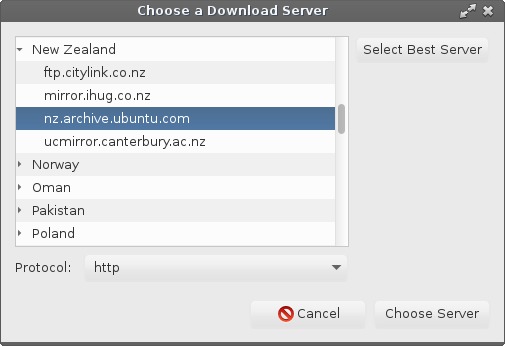 Choose a Download Server
New Zealand
Select Best Server
ftp.citylink.co.nz
mirror.ihug.co.nz
nz.archive.ubuntu.com
ucmirror.canterbury.ac.nz
Norway
Oman
Pakistan
Poland
Protocol: http
Cancel
Choose Server